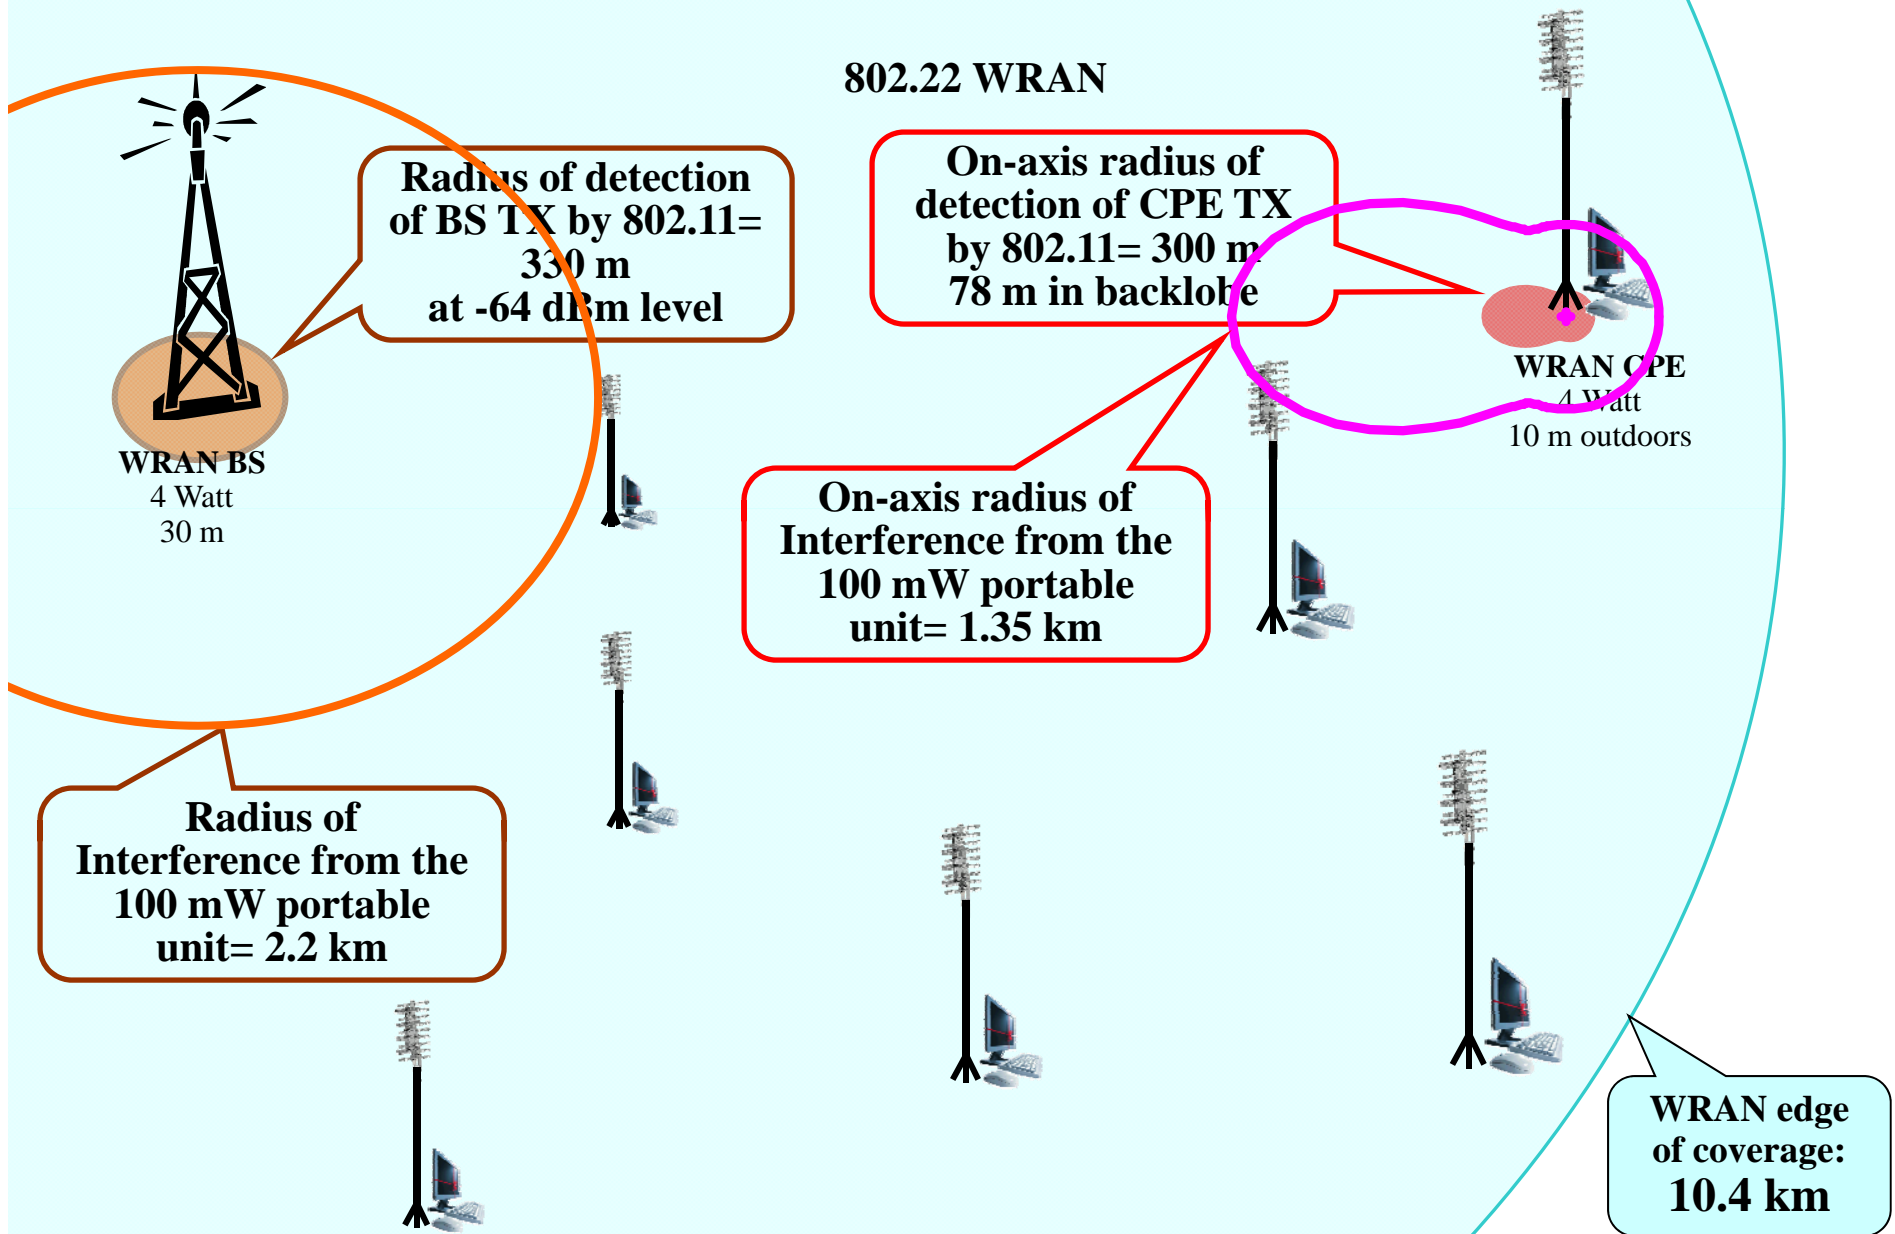 802.22 WRAN
Radius of detection
of BS TX by 802.11=
330 m
at -64 dBm level
On-axis radius of
detection of CPE TX
by 802.11= 300 m
78 m in backlobe
WRAN CPE
4 Watt
10 m outdoors
WRAN BS
4 Watt
30 m
On-axis radius of
Interference from the
100 mW portable
unit= 1.35 km
Radius of
Interference from the
100 mW portable
unit= 2.2 km
WRAN edge
of coverage:
10.4 km